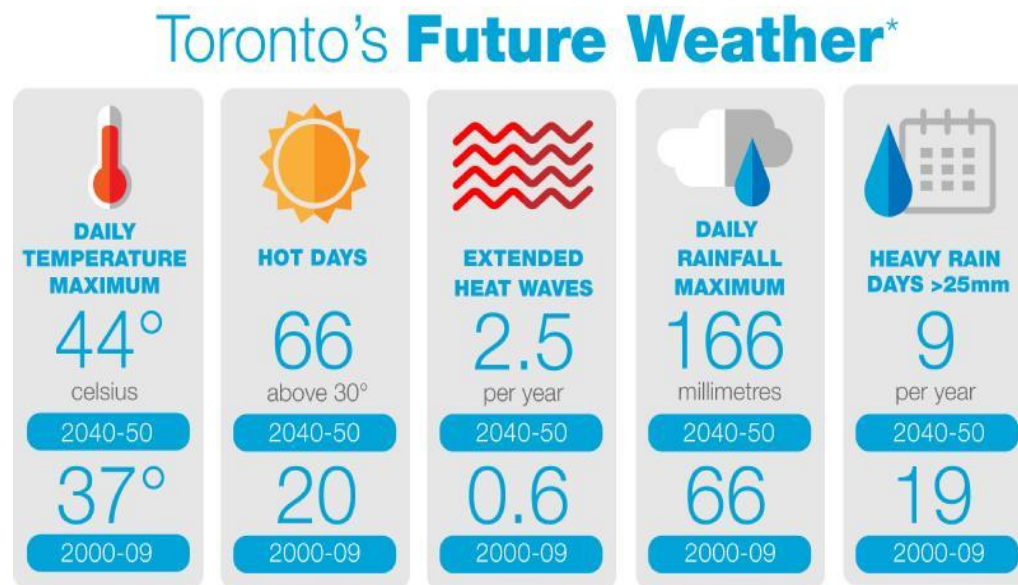 Toronto's Future Weather*
DAILY
TEMPERATURE
MAXIMUM
44°
celsius
2040-50
37°
2000-09
HOT DAYS
66
above 30°
2040-50
20
2000-09
EXTENDED
HEAT WAVES
2.5
per year
2040-50
0.6
2000-09
DAILY
RAINFALL
MAXIMUM
166
millimetres
2040-50
66
2000-09
HEAVY RAIN
DAYS >25mm
9
per year
2040-50
19
2000-09